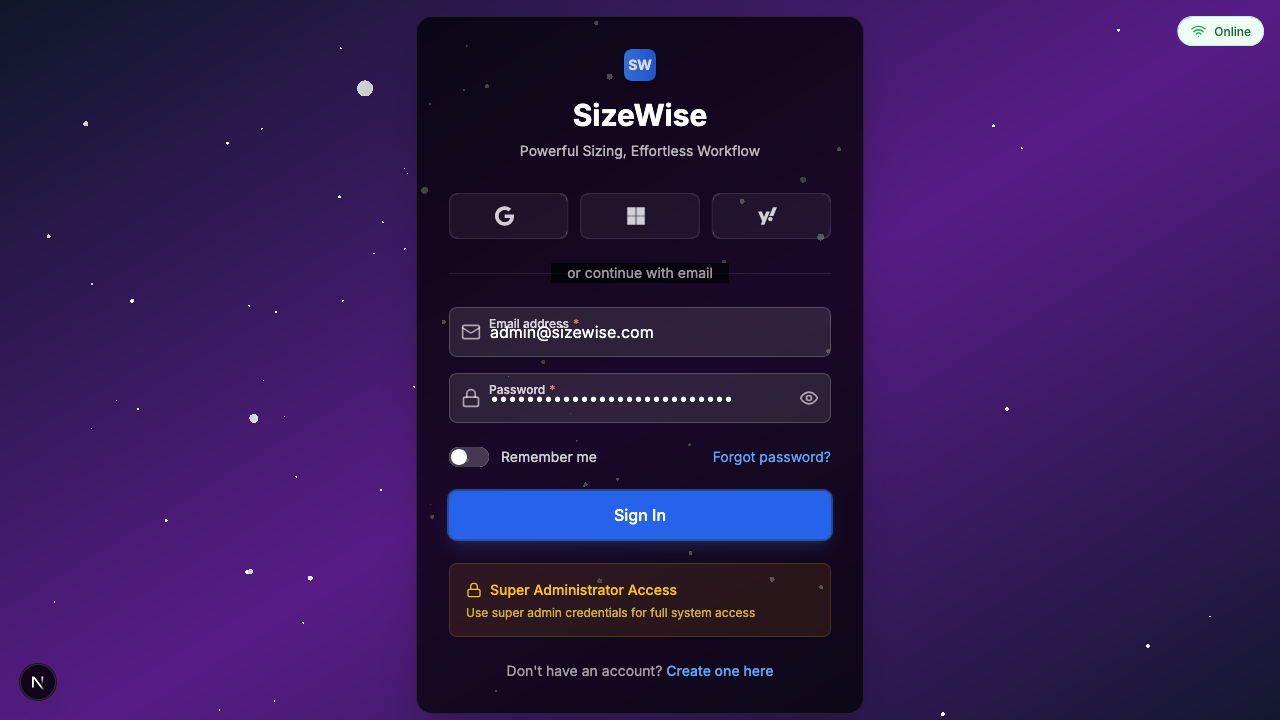 Online
SW
SizeWise
Powerful Sizing, Effortless Workflow
G
y!
or continue with email
Email address *
admin@sizewise.com
Password *
•••••••••••••••••••••••••••
Remember me
Forgot password?
Sign In
Super Administrator Access
Use super admin credentials for full system access
Don't have an account? Create one here
N